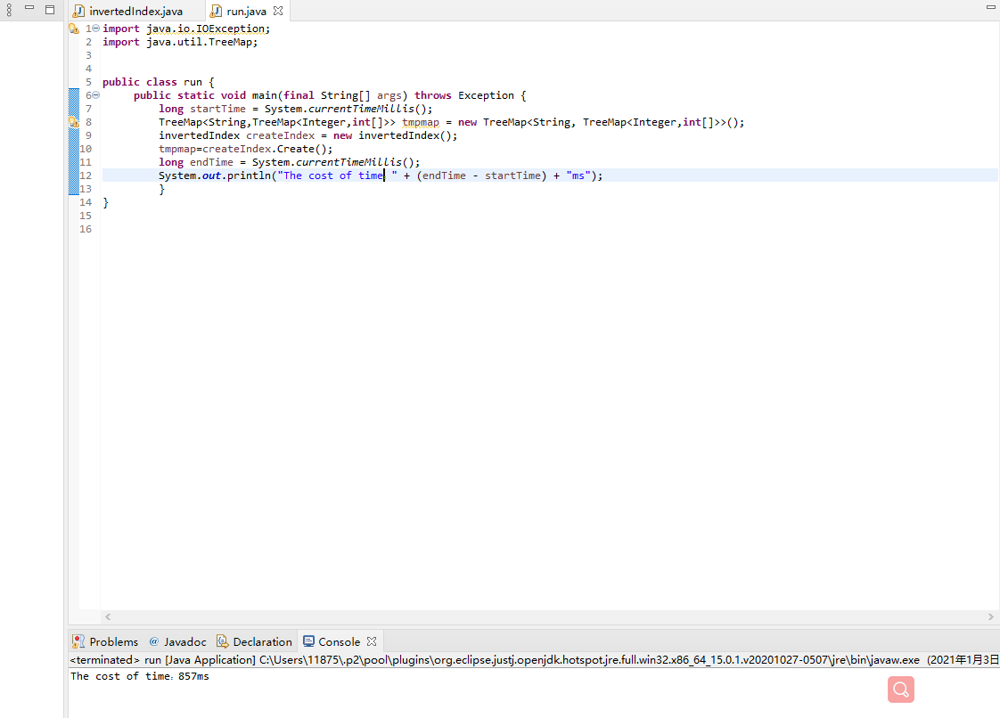 invertedIndex.java run.java
1 import java.io.IOException;
2 import java.util.TreeMap;
3
4
5 public class run {
6 public static void main(final String[] args) throws Exception {
7 long startTime = System.currentTimeMillis();
8 TreeMap<String,TreeMap<Integer,int[]>> tmpmap = new TreeMap<String, TreeMap<Integer,int[]>>();
9 invertedIndex createIndex = new invertedIndex();
10 tmpmap=createIndex.Create();
11 long endTime = System.currentTimeMillis();
12 System.out.println("The cost of time：" + (endTime - startTime) + "ms");
13 }
14 }
15
16
Problems @ Javadoc Declaration Console
<terminated> run [Java Application] C:\Users\11875\.p2\pool\plugins\org.eclipse.justj.openjdk.hotspot.jre.full.win32.x86_64_15.0.1.v20201027-0507\jre\bin\javaw.exe (2021年1月3日
The cost of time：857ms